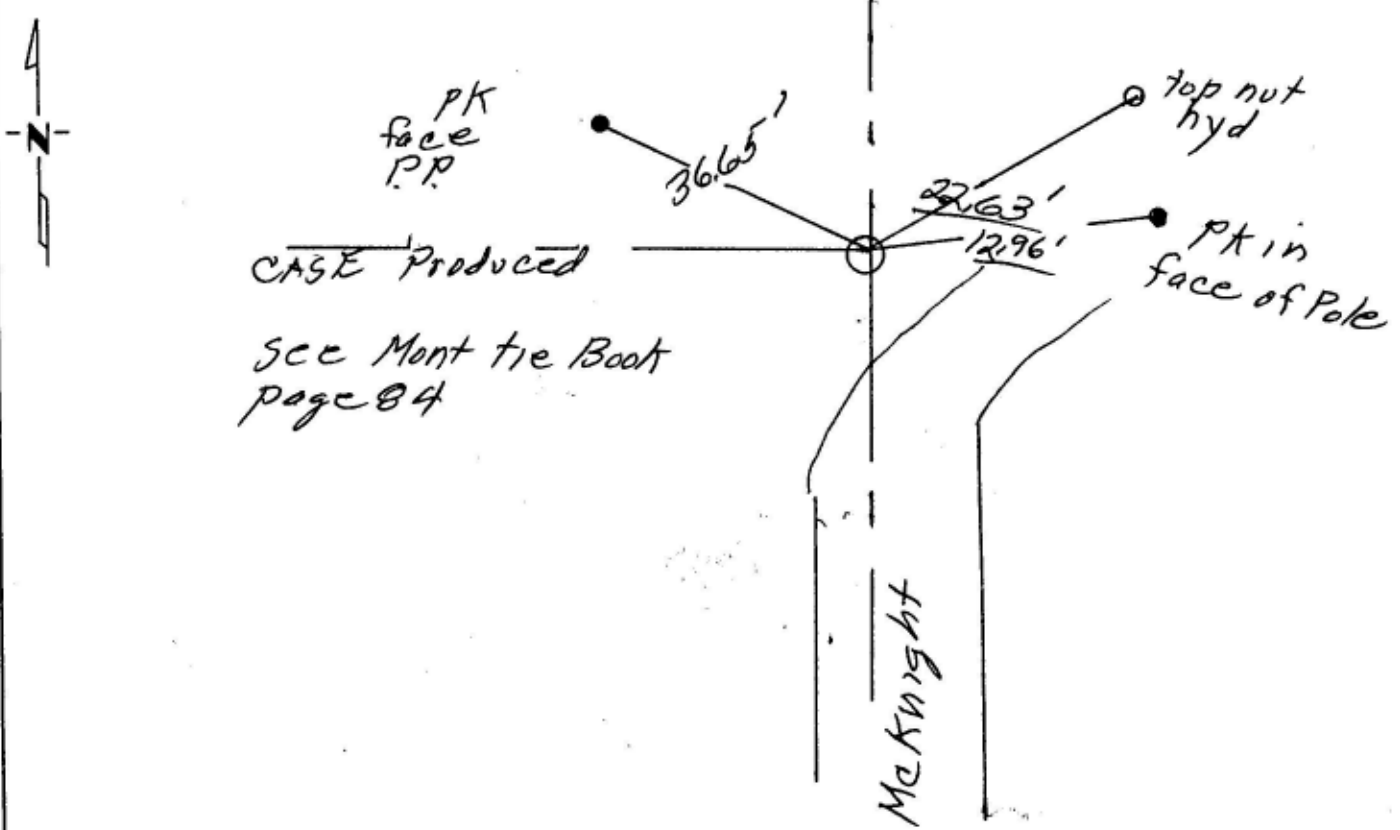 N
PK
face
P.P.
36.65'
top nut
hyd
22.63'
12.96'
PK in
face of Pole
CASE Produced
See Mont tie Book
page 84
McKnight